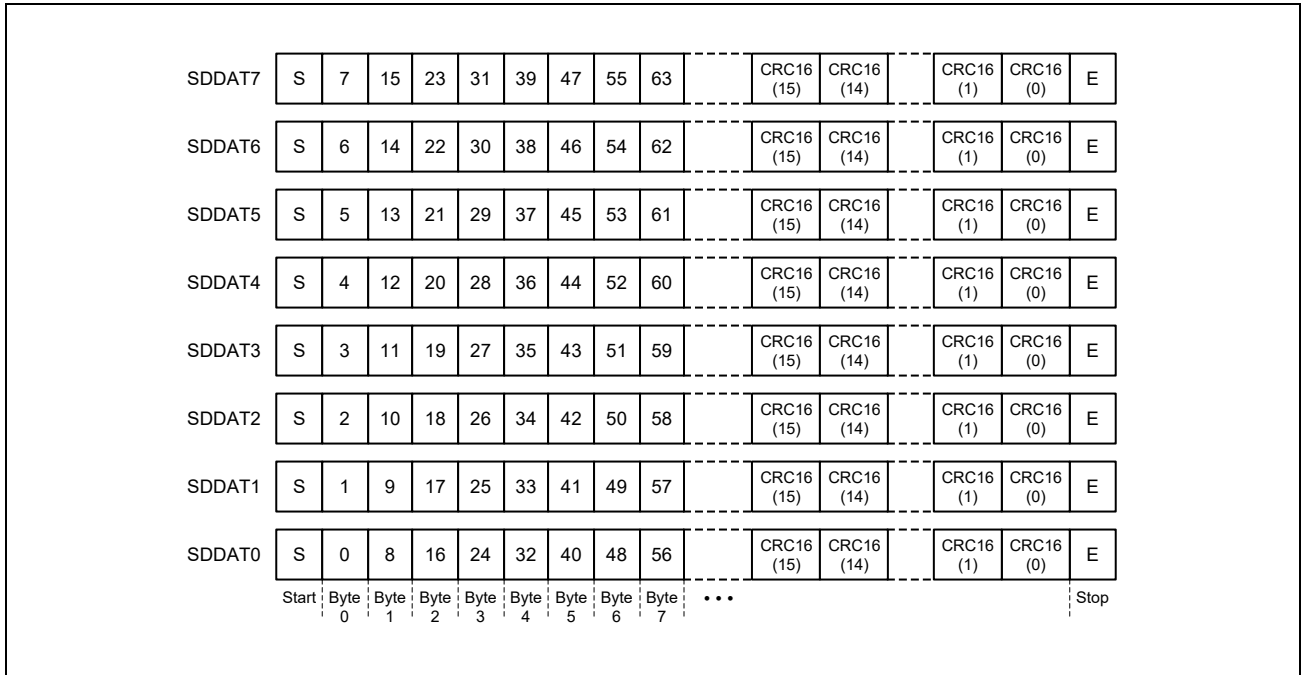 SDDAT7 S 7 15 23 31 39 47 55 63 CRC16 (15) CRC16 (14) CRC16 (1) CRC16 (0) E
SDDAT6 S 6 14 22 30 38 46 54 62 CRC16 (15) CRC16 (14) CRC16 (1) CRC16 (0) E
SDDAT5 S 5 13 21 29 37 45 53 61 CRC16 (15) CRC16 (14) CRC16 (1) CRC16 (0) E
SDDAT4 S 4 12 20 28 36 44 52 60 CRC16 (15) CRC16 (14) CRC16 (1) CRC16 (0) E
SDDAT3 S 3 11 19 27 35 43 51 59 CRC16 (15) CRC16 (14) CRC16 (1) CRC16 (0) E
SDDAT2 S 2 10 18 26 34 42 50 58 CRC16 (15) CRC16 (14) CRC16 (1) CRC16 (0) E
SDDAT1 S 1 9 17 25 33 41 49 57 CRC16 (15) CRC16 (14) CRC16 (1) CRC16 (0) E
SDDAT0 S 0 8 16 24 32 40 48 56 CRC16 (15) CRC16 (14) CRC16 (1) CRC16 (0) E
Start Byte 0 Byte 1 Byte 2 Byte 3 Byte 4 Byte 5 Byte 6 Byte 7 • • • Stop